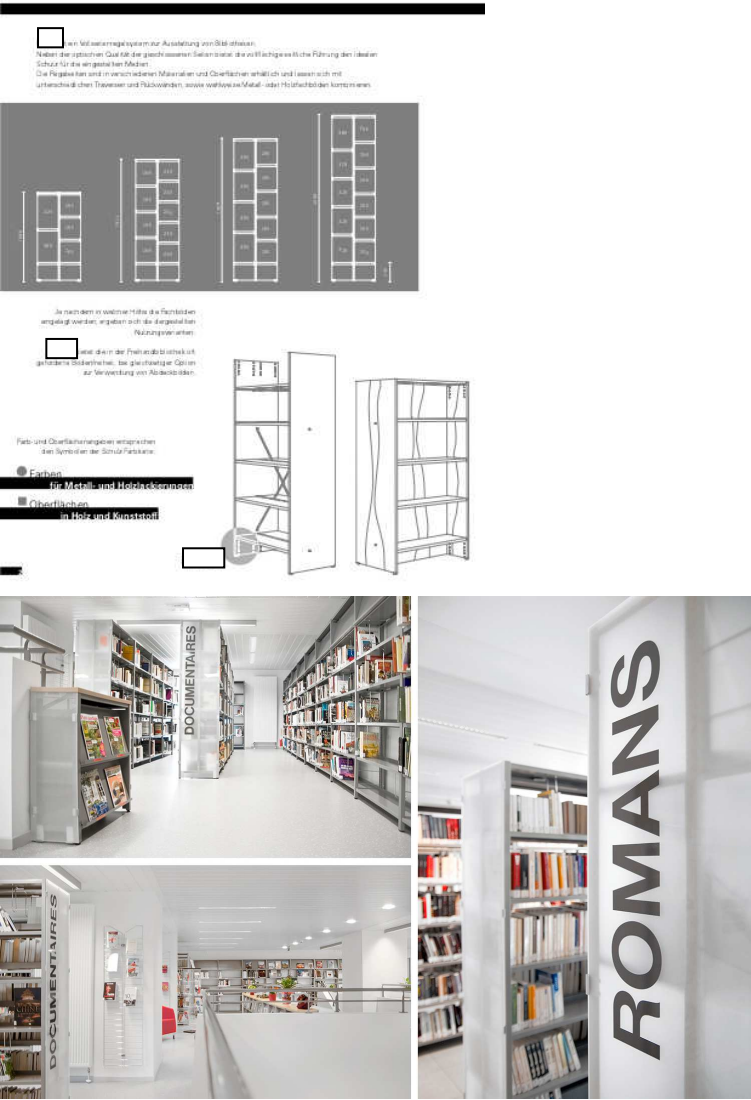 ist ein Vollseitenregalsystem zur Ausstattung von Bibliotheken.
Neben der optischen Qualität der geschlossenen Seiten bietet die vollflächige seitliche Führung den idealen
Schutz für die eingestellten Medien.
Die Regalseiten sind in verschiedenen Materialien und Oberflächen erhältlich und lassen sich mit
unterschiedlichen Traversen und Rückwänden, sowie wahlweise Metall- oder Holzfachböden kombinieren.
Je nachdem in welcher Höhe die Fachböden
eingelegt werden, ergeben sich die dargestellten
Nutzungsvarianten.
bietet die in der Freihandbibliothek oft
geforderte Bodenfreiheit, bei gleichzeitiger Option
zur Verwendung von Abdeckböden.
Farb- und Oberflächenangaben entsprechen
den Symbolen der Schulz Farbkarte.
Farben
für Metall- und Holzlackierungen
Oberflächen
in Holz und Kunststoff
DOCUMENTAIRES
ROMANS
DOCUMENTAIRES